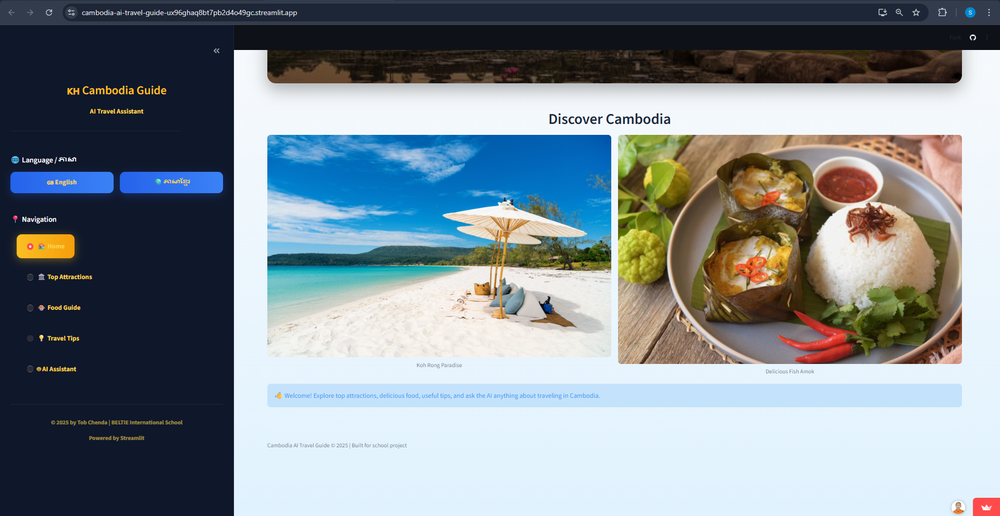 cambodia-ai-travel-guide-ux96ghaq8bt7pb2d4o49gc.streamlit.app
S
Fork
KH Cambodia Guide
AI Travel Assistant
Language / ភាសា
GB English
ភាសាខ្មែរ
Navigation
Home
Top Attractions
Food Guide
Travel Tips
AI Assistant
© 2025 by Tob Chenda | BELTIE International School
Powered by Streamlit
Discover Cambodia
Koh Rong Paradise
Delicious Fish Amok
Welcome! Explore top attractions, delicious food, useful tips, and ask the AI anything about traveling in Cambodia.
Cambodia AI Travel Guide © 2025 | Built for school project